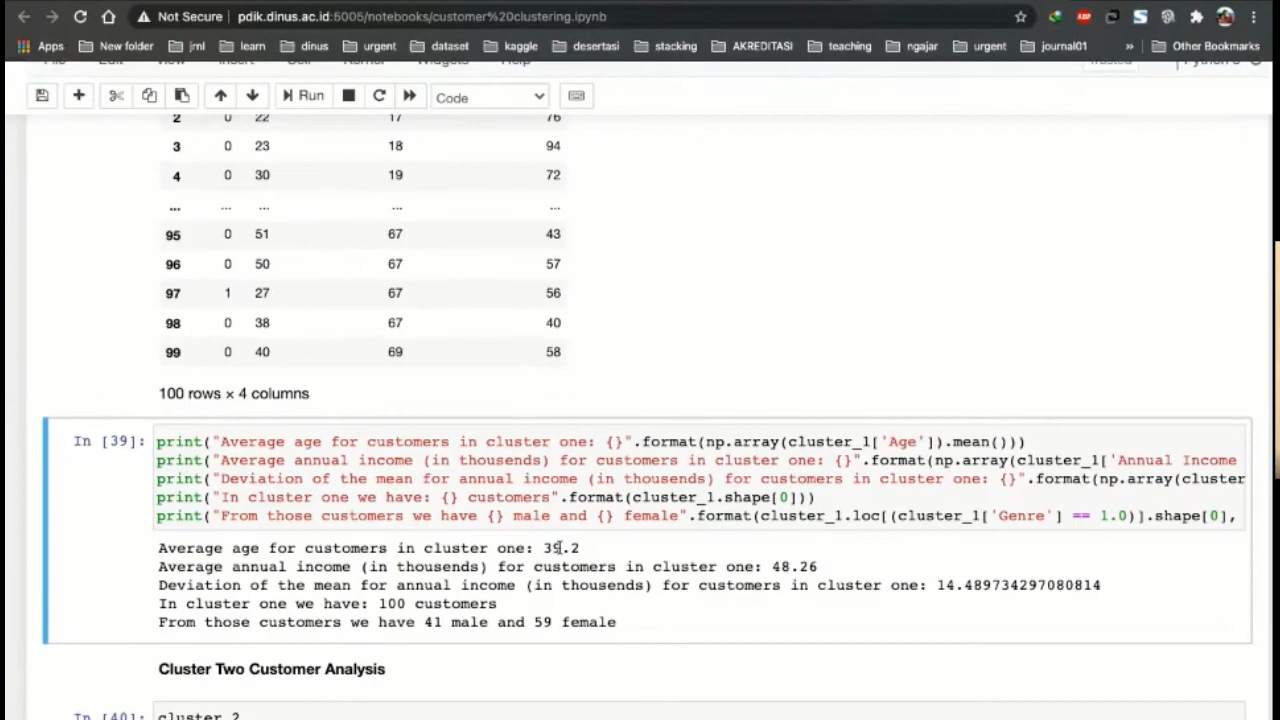 Not Secure | pdik.dinus.ac.id:5005/notebooks/customer%20clustering.ipynb
Apps New folder jrnl learn dinus urgent dataset kaggle desertasi stacking AKREDITASI teaching ngajar urgent journal01 » Other Bookmarks
Run Code
2 0 22 17 76
3 0 23 18 94
4 0 30 19 72
... ... ... ... ...
95 0 51 67 43
96 0 50 67 57
97 1 27 67 56
98 0 38 67 40
99 0 40 69 58
100 rows × 4 columns
In [39]: print("Average age for customers in cluster one: {}".format(np.array(cluster_1['Age']).mean()))
print("Average annual income (in thousends) for customers in cluster one: {}".format(np.array(cluster_1['Annual Income
print("Deviation of the mean for annual income (in thousends) for customers in cluster one: {}".format(np.array(cluster
print("In cluster one we have: {} customers".format(cluster_1.shape[0]))
print("From those customers we have {} male and {} female".format(cluster_1.loc[(cluster_1['Genre'] == 1.0)].shape[0],
Average age for customers in cluster one: 39.2
Average annual income (in thousends) for customers in cluster one: 48.26
Deviation of the mean for annual income (in thousends) for customers in cluster one: 14.489734297080814
In cluster one we have: 100 customers
From those customers we have 41 male and 59 female
Cluster Two Customer Analysis
In [40]: cluster_2